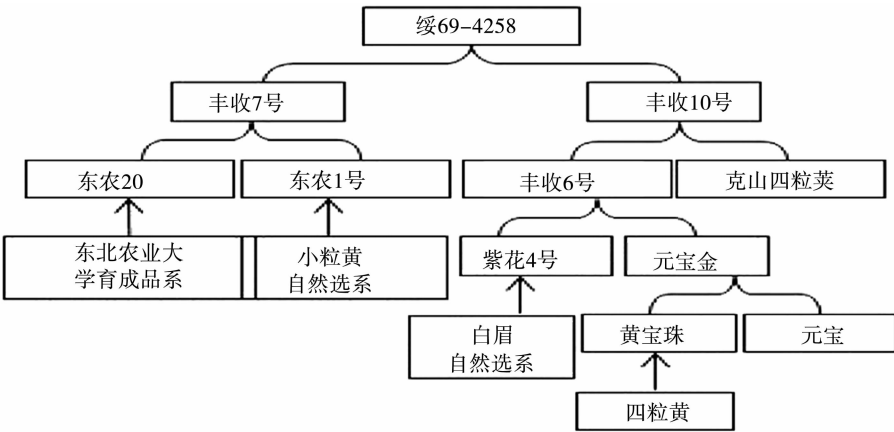 绥69-4258
丰收7号
丰收10号
东农20
东农1号
丰收6号
克山四粒荚
东北农业大
学育成品系
小粒黄
自然选系
紫花4号
元宝金
白眉
自然选系
黄宝珠
元宝
四粒黄